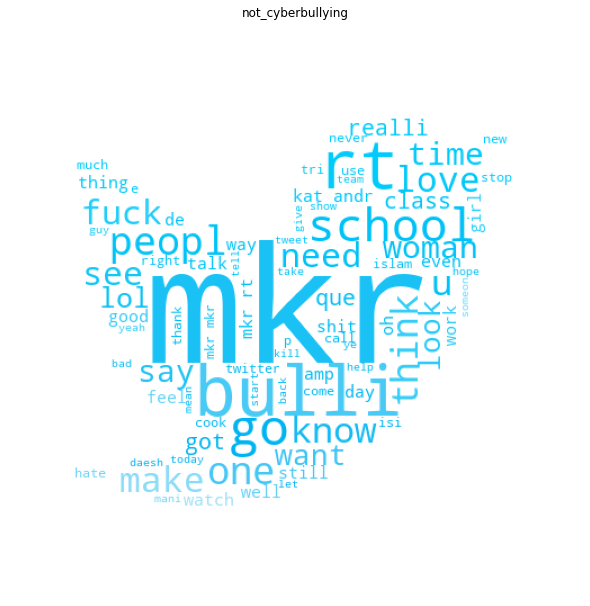 not_cyberbullying
realli
never
new
much
rt
time
tri
use
team
stop
thing
e
love
kat andr
class
fuck
de
give
show
girl
school
guy
peopl
way
tweet
woman
right
talk
tell
need
islam
even
see
take
hope
mkr
u
someon
lol
mkr rt
que
think
look
good
yeah
thank
mkr mkr
shit
oh
work
p
call
ye
kill
bad
say
bulli
twitter
amp
help
start
back
come
day
feel
mean
cook
go
know
isi
got
want
daesh
today
one
still
hate
make
let
mani
watch
well